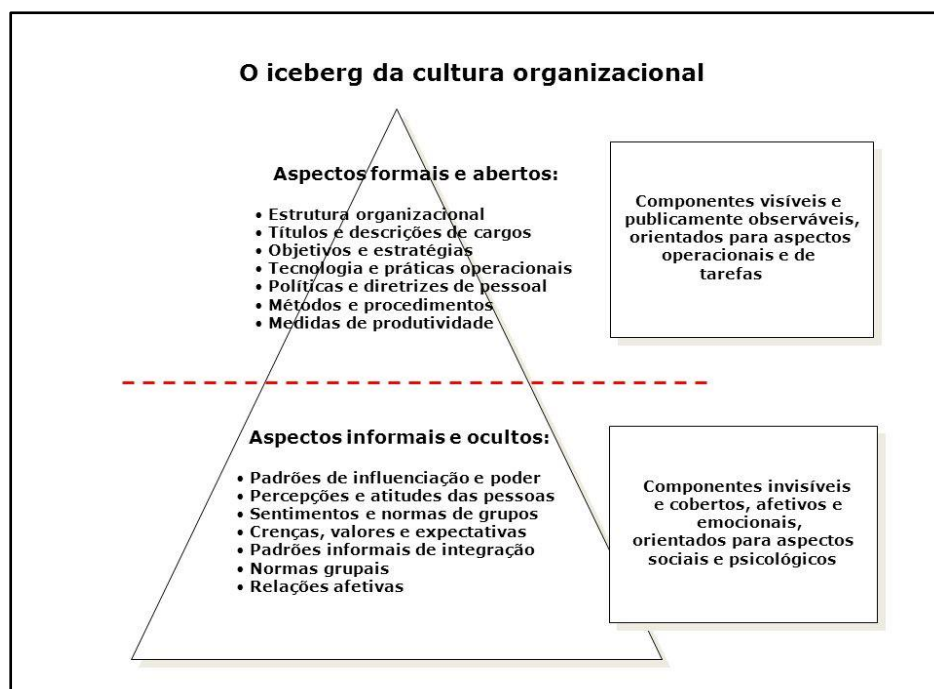 O iceberg da cultura organizacional
Aspectos formais e abertos:
• Estrutura organizacional
• Títulos e descrições de cargos
• Objetivos e estratégias
• Tecnologia e práticas operacionais
• Políticas e diretrizes de pessoal
• Métodos e procedimentos
• Medidas de produtividade
Componentes visíveis e
publicamente observáveis,
orientados para aspectos
operacionais e de
tarefas
Aspectos informais e ocultos:
• Padrões de influenciação e poder
• Percepções e atitudes das pessoas
• Sentimentos e normas de grupos
• Crenças, valores e expectativas
• Padrões informais de integração
• Normas grupais
• Relações afetivas
Componentes invisíveis
e cobertos, afetivos e
emocionais,
orientados para aspectos
sociais e psicológicos